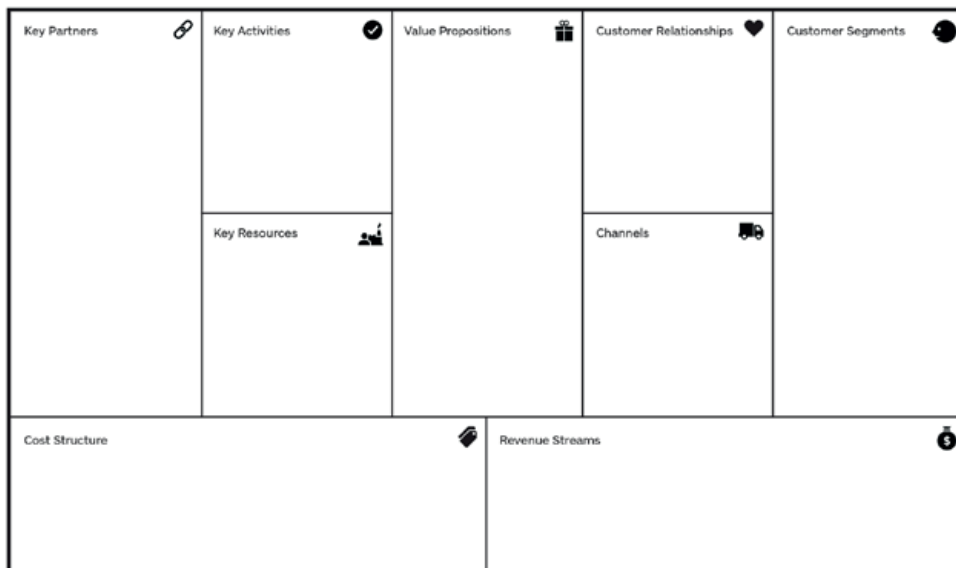 Key Partners
Key Activities
Value Propositions
Customer Relationships
Customer Segments
Key Resources
Channels
Cost Structure
Revenue Streams
$